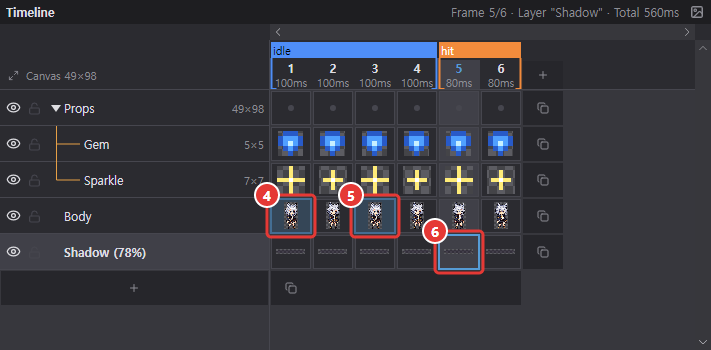 Timeline
Frame 5/6 · Layer "Shadow" · Total 560ms
idle
hit
1 2 3 4 5 6
100ms 100ms 100ms 100ms 80ms 80ms
Canvas 49×98
Props 49×98
Gem 5×5
Sparkle 7×7
4 5
Body
6
Shadow (78%)